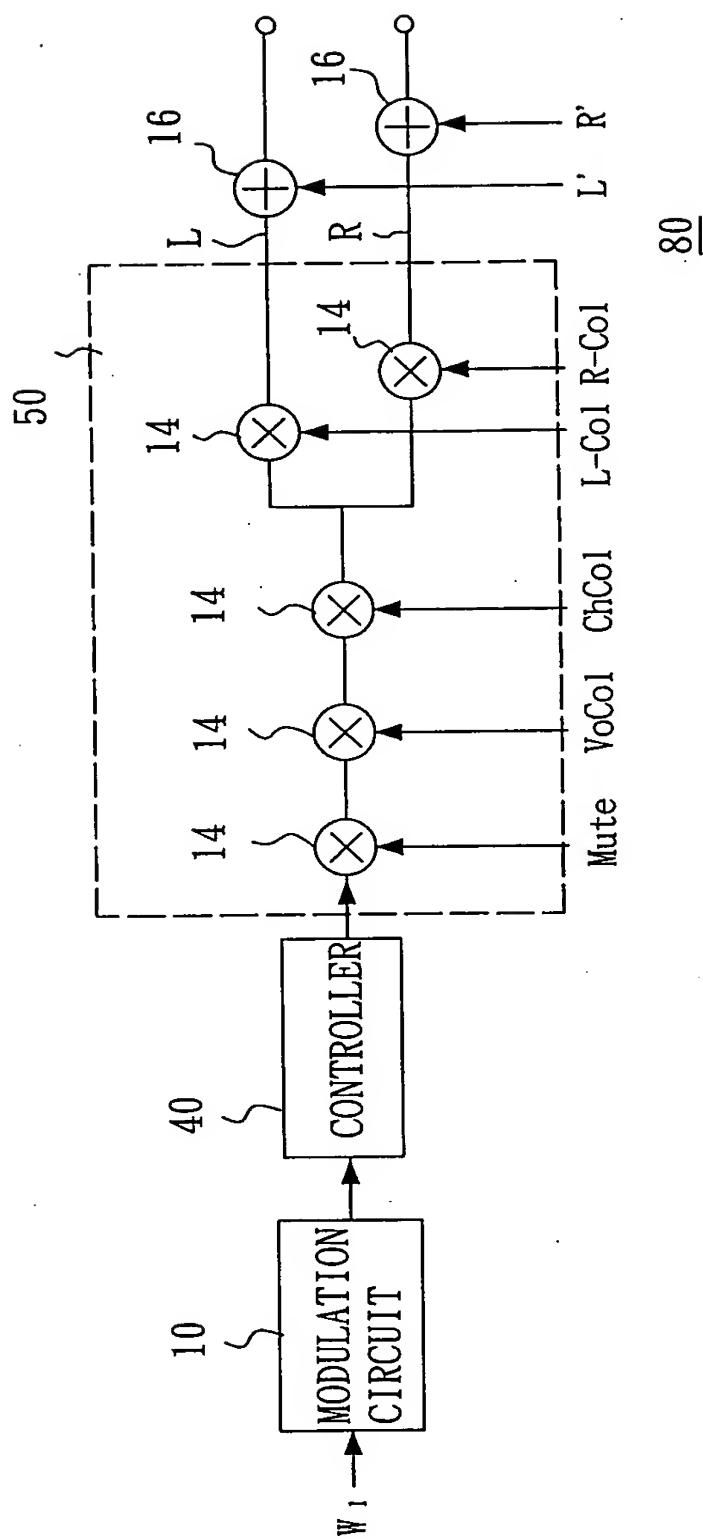 50
16
16
14
14
L
R
14
14
14
40
10
W1
MODULATION
CIRCUIT
CONTROLLER
Mute
VoCol
ChCol
L-Col
R-Col
L'
R'
80